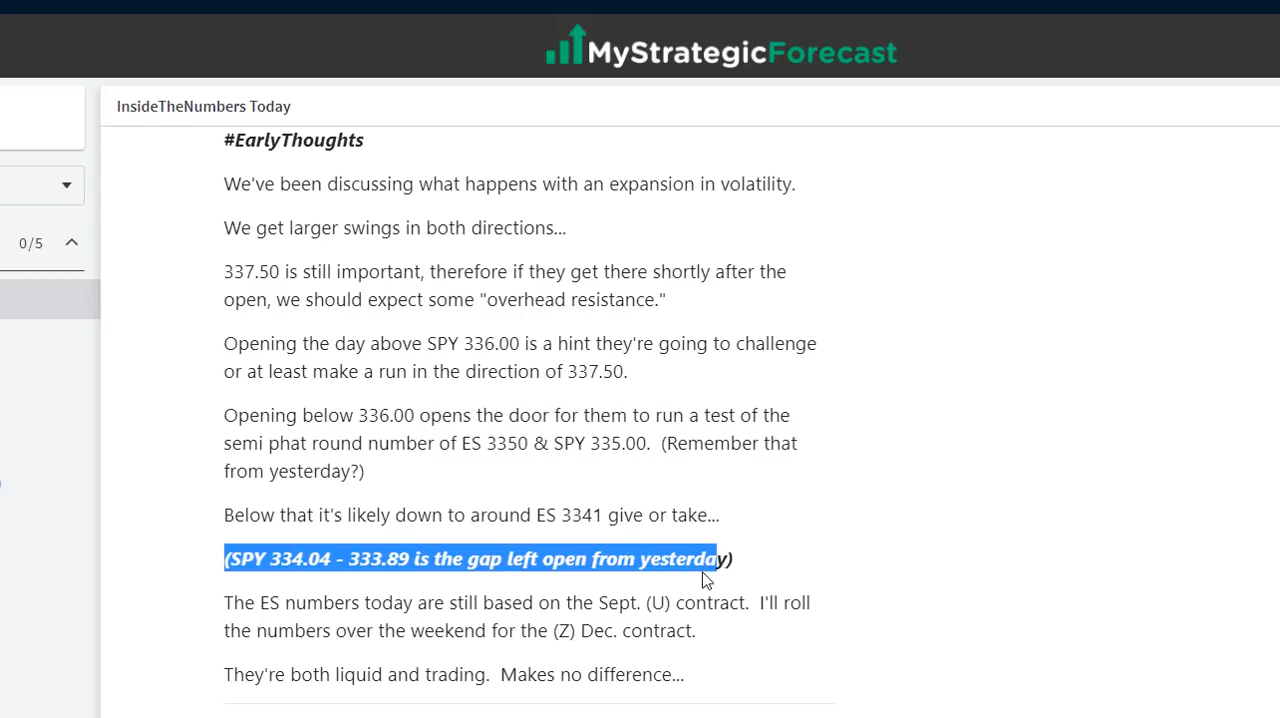 MyStrategicForecast
InsideTheNumbers Today
#EarlyThoughts
We've been discussing what happens with an expansion in volatility.
We get larger swings in both directions...
0/5
337.50 is still important, therefore if they get there shortly after the
open, we should expect some "overhead resistance."
Opening the day above SPY 336.00 is a hint they're going to challenge
or at least make a run in the direction of 337.50.
Opening below 336.00 opens the door for them to run a test of the
semi phat round number of ES 3350 & SPY 335.00.  (Remember that
from yesterday?)
Below that it's likely down to around ES 3341 give or take...
(SPY 334.04 - 333.89 is the gap left open from yesterday)
The ES numbers today are still based on the Sept. (U) contract.  I'll roll
the numbers over the weekend for the (Z) Dec. contract.
They're both liquid and trading.  Makes no difference...